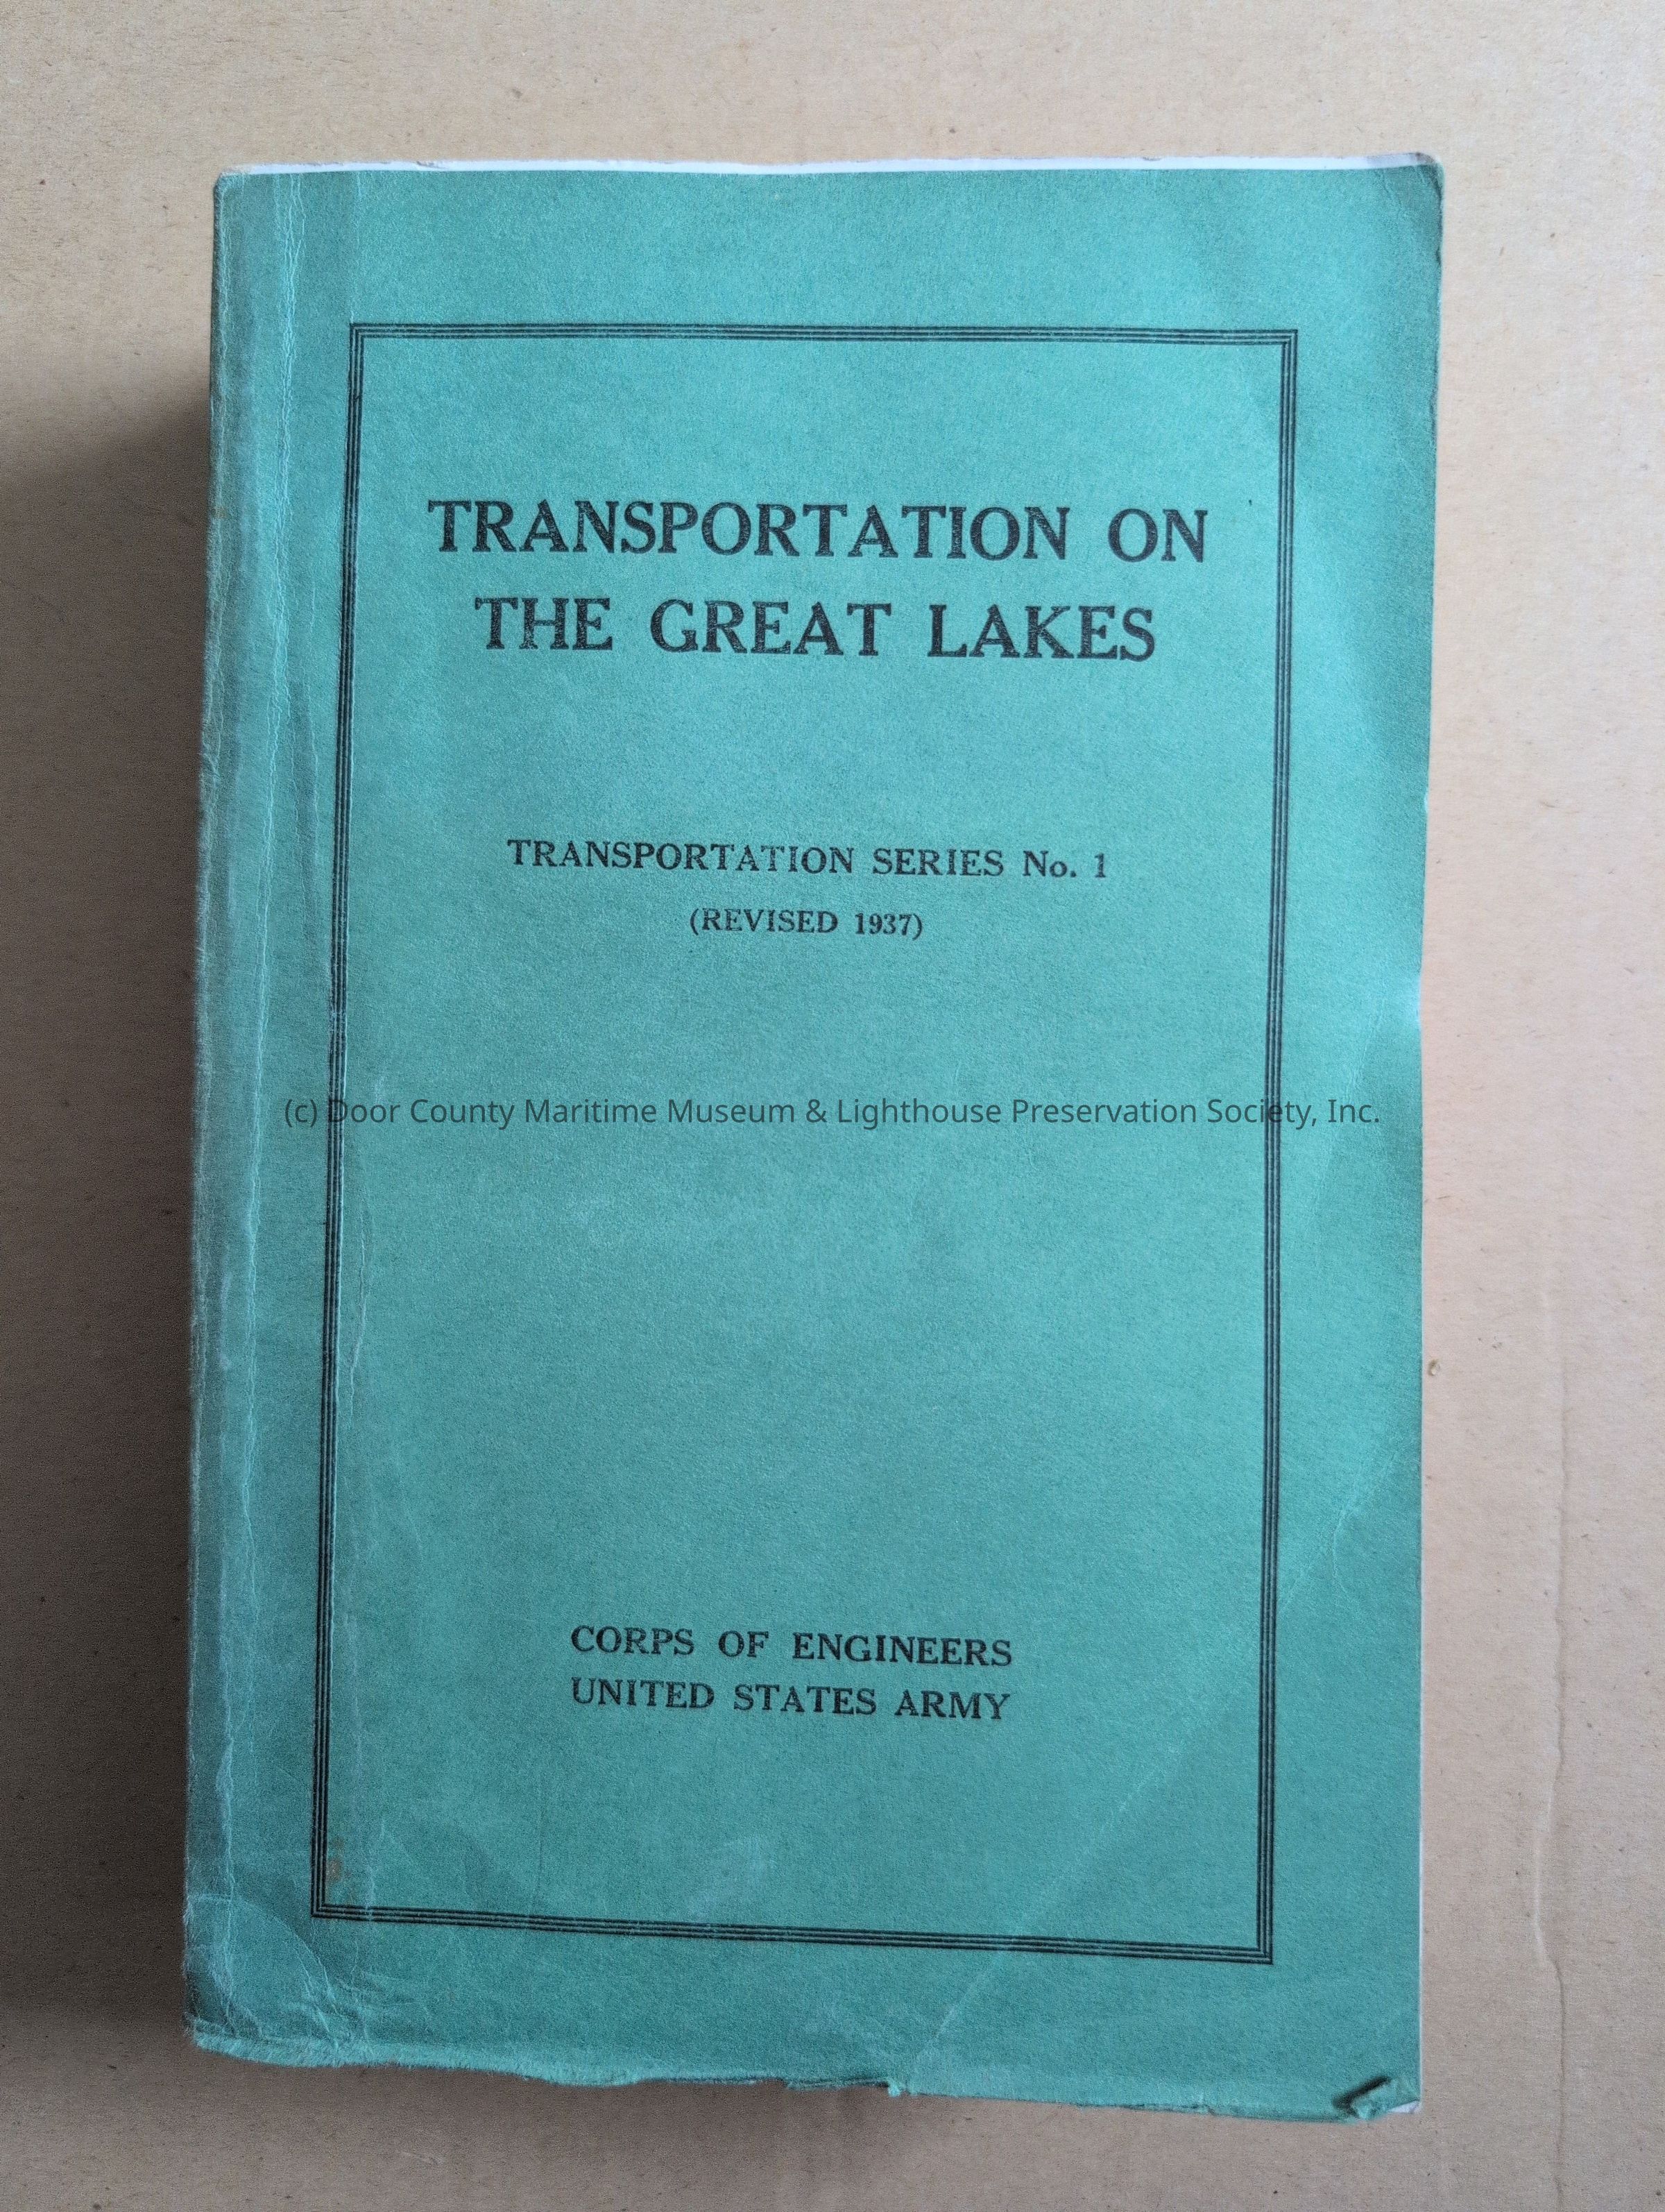 TRANSPORTATION ON
THE GREAT LAKES
TRANSPORTATION SERIES No. 1
(REVISED 1937)
(c) Door County Maritime Museum & Lighthouse Preservation Society, Inc.
CORPS OF ENGINEERS
UNITED STATES ARMY